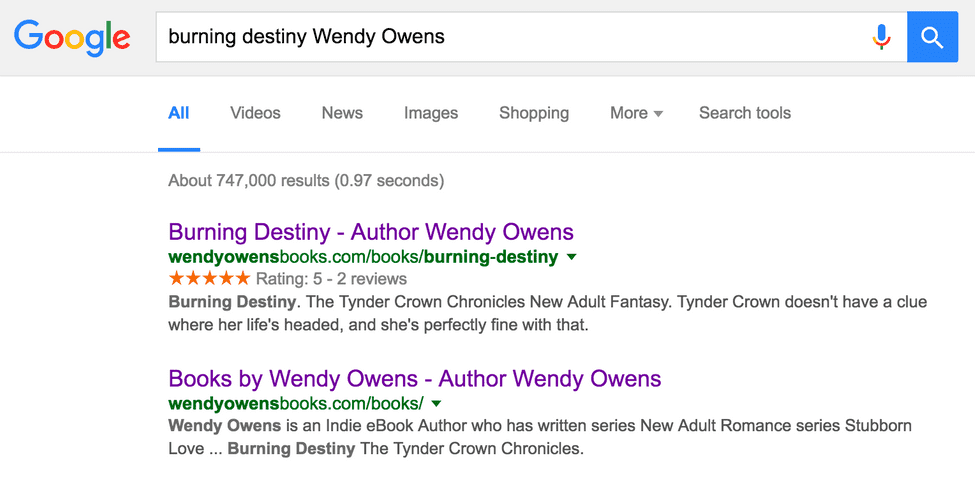 Google
burning destiny Wendy Owens
All Videos News Images Shopping More Search tools
About 747,000 results (0.97 seconds)
Burning Destiny - Author Wendy Owens
wendyowensbooks.com/books/burning-destiny
Rating: 5 - 2 reviews
Burning Destiny. The Tynder Crown Chronicles New Adult Fantasy. Tynder Crown doesn't have a clue
where her life's headed, and she's perfectly fine with that.
Books by Wendy Owens - Author Wendy Owens
wendyowensbooks.com/books/
Wendy Owens is an Indie eBook Author who has written series New Adult Romance series Stubborn
Love ... Burning Destiny The Tynder Crown Chronicles.